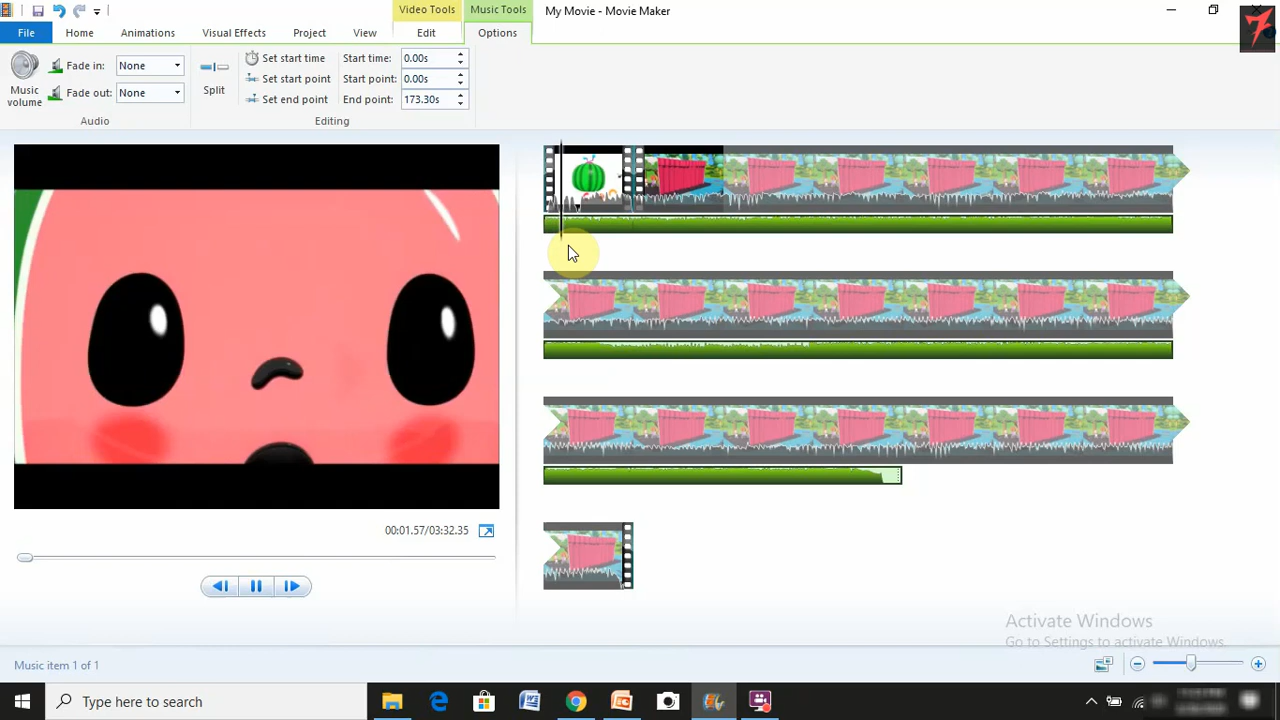 Video Tools
Music Tools
My Movie - Movie Maker
File
Home
Animations
Visual Effects
Project
View
Edit
Options
Music volume
Fade in: None
Fade out: None
Audio
Split
Set start time
Set start point
Set end point
Start time: 0.00s
Start point: 0.00s
End point: 173.30s
Editing
00:01.57/03:32.35
Activate Windows
Go to Settings to activate Windows.
Music item 1 of 1
Type here to search